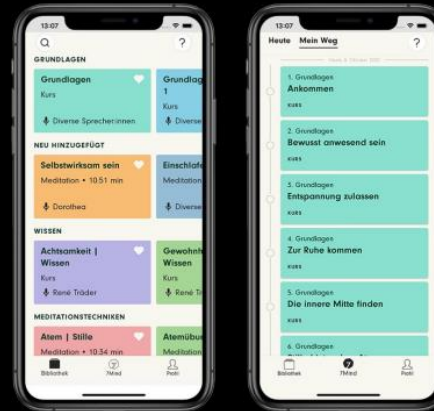 13:07
?
GRUNDLAGEN
Grundlagen
Kurs
Diverse Sprecher:innen
Grundlag
1
Kurs
Diverse
NEU HINZUGEFÜGT
Selbstwirksam sein
Meditation • 10:51 min
Dorothea
Einschlafe
Meditation
Diverse
WISSEN
Achtsamkeit |
Wissen
Kurs
René Träder
Gewohnh
Wissen
Kurs
René Tr
MEDITATIONSTECHNIKEN
Atem | Stille
Meditation • 10:34 min
Atemübun
Meditation
Bibliothek
7Mind
Profil
13:07
Heute
Mein Weg
?
1. Grundlagen
Ankommen
KURS
2. Grundlagen
Bewusst anwesend sein
KURS
3. Grundlagen
Entspannung zulassen
KURS
4. Grundlagen
Zur Ruhe kommen
KURS
5. Grundlagen
Die innere Mitte finden
KURS
6. Grundlagen
Bibliothek
7Mind
Profil